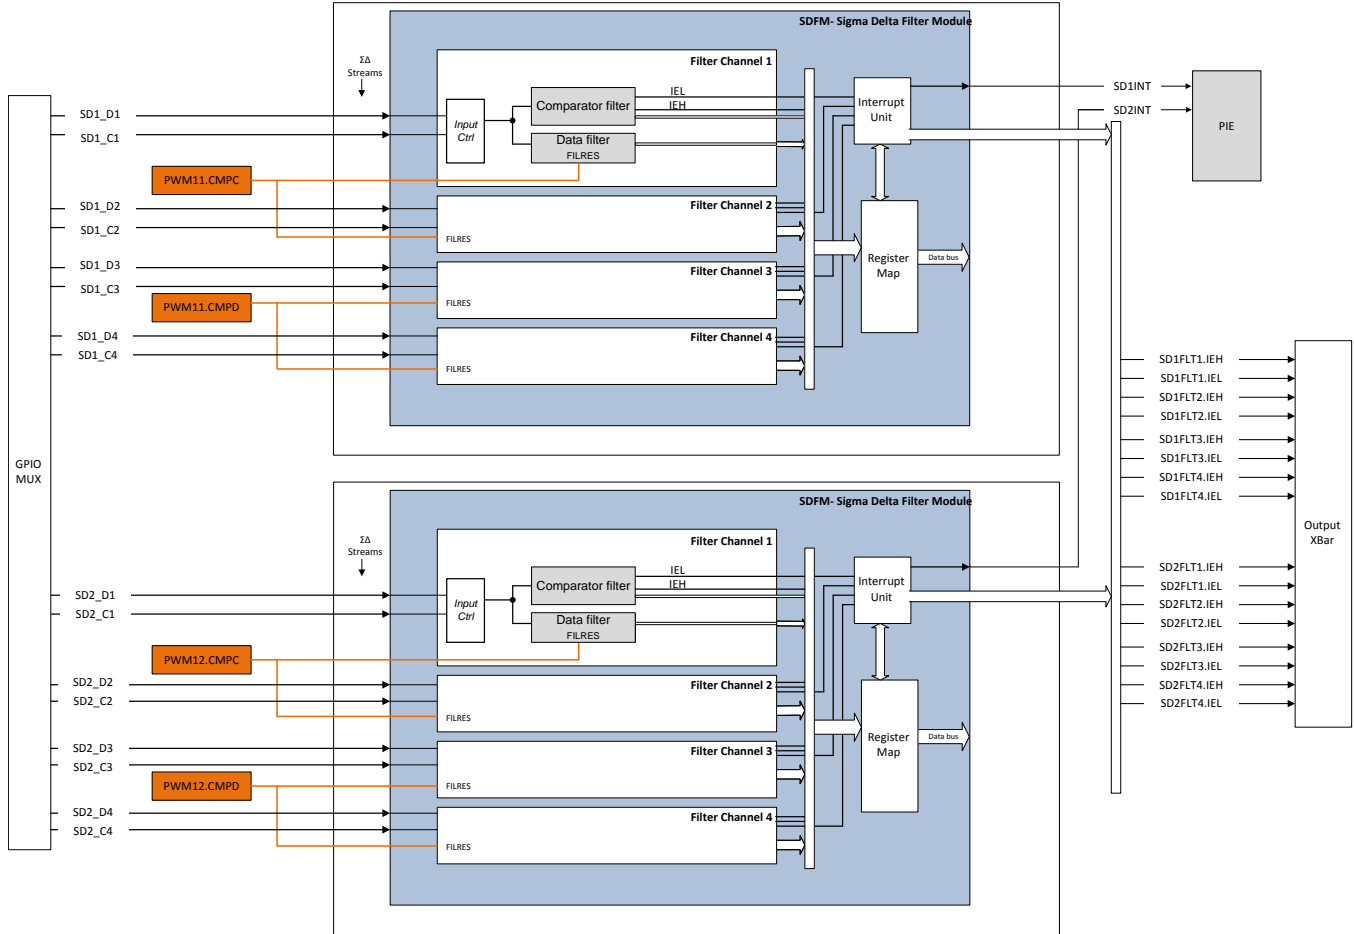 SDFM- Sigma Delta Filter Module
ΣΔ
Streams
Filter Channel 1
IEL
IEH
Comparator filter
Input
Ctrl
Data filter
FILRES
Interrupt
Unit
SD1INT
SD2INT
PIE
SD1_D1
SD1_C1
PWM11.CMPC
SD1_D2
SD1_C2
Filter Channel 2
FILRES
SD1_D3
SD1_C3
PWM11.CMPD
Filter Channel 3
FILRES
Register
Map
Data bus
SD1_D4
SD1_C4
Filter Channel 4
FILRES
GPIO
MUX
SD1FLT1.IEH
SD1FLT1.IEL
SD1FLT2.IEH
SD1FLT2.IEL
SD1FLT3.IEH
SD1FLT3.IEL
SD1FLT4.IEH
SD1FLT4.IEL
Output
XBar
SDFM- Sigma Delta Filter Module
ΣΔ
Streams
Filter Channel 1
IEL
IEH
Comparator filter
Input
Ctrl
Data filter
FILRES
Interrupt
Unit
SD2_D1
SD2_C1
PWM12.CMPC
SD2_D2
SD2_C2
Filter Channel 2
FILRES
SD2_D3
SD2_C3
PWM12.CMPD
Filter Channel 3
FILRES
Register
Map
Data bus
SD2_D4
SD2_C4
Filter Channel 4
FILRES
SD2FLT1.IEH
SD2FLT1.IEL
SD2FLT2.IEH
SD2FLT2.IEL
SD2FLT3.IEH
SD2FLT3.IEL
SD2FLT4.IEH
SD2FLT4.IEL